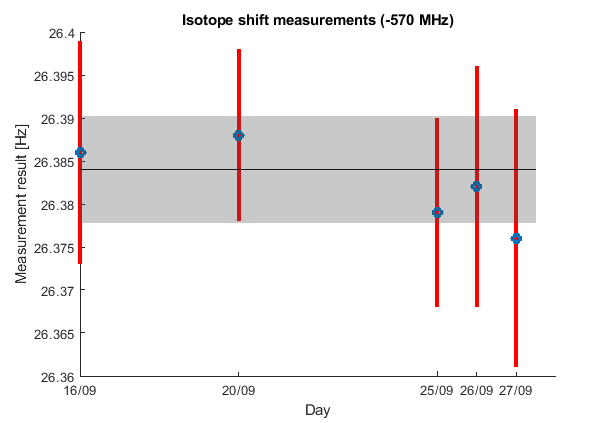 Isotope shift measurements (-570 MHz)
Measurement result [Hz]
26.4
26.395
26.39
26.385
26.38
26.375
26.37
26.365
26.36
16/09 20/09 25/09 26/09 27/09
Day